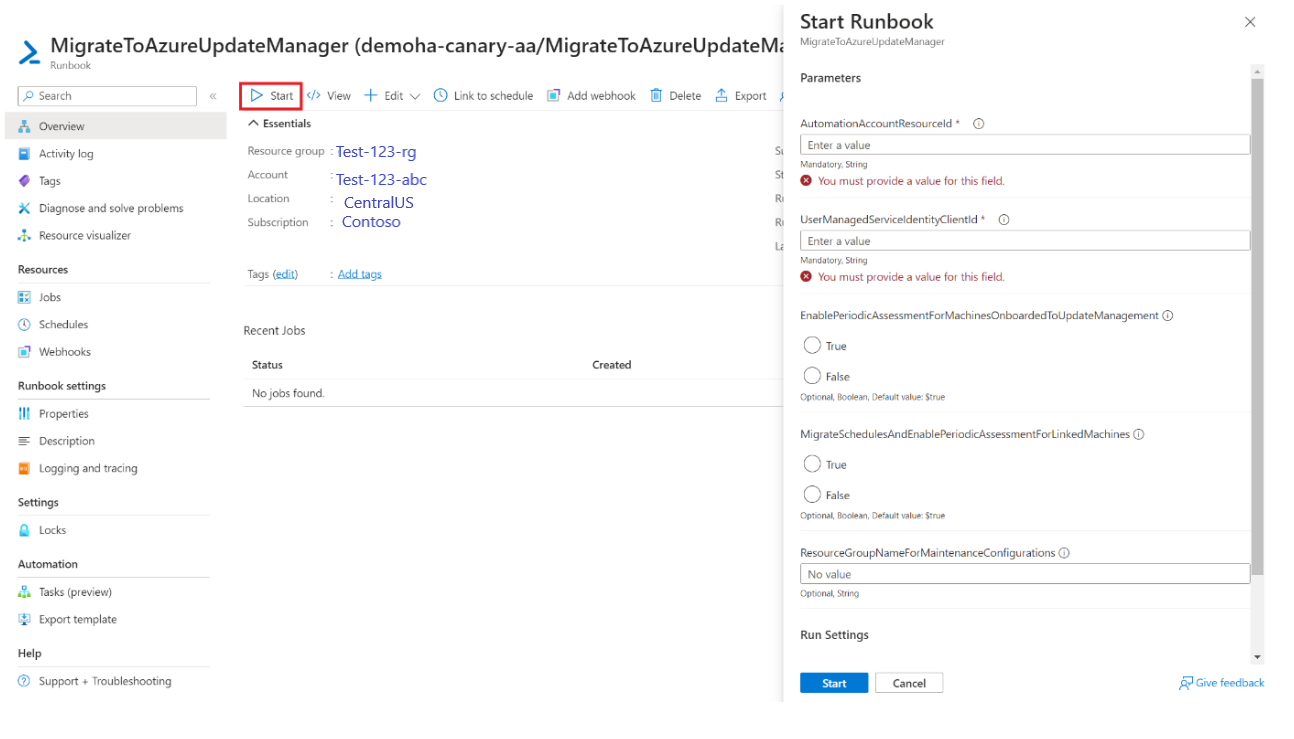 MigrateToAzureUpdateManager (demoha-canary-aa/MigrateToAzureUpdateMa
Runbook
Search
«
Overview
Activity log
Tags
Diagnose and solve problems
Resource visualizer
Resources
Jobs
Schedules
Webhooks
Runbook settings
Properties
Description
Logging and tracing
Settings
Locks
Automation
Tasks (preview)
Export template
Help
Support + Troubleshooting
Start View Edit Link to schedule Add webhook Delete Export
Essentials
Resource group : Test-123-rg
Account : Test-123-abc
Location : CentralUS
Subscription : Contoso
Tags (edit) : Add tags
Su
St
Ru
Ru
La
Recent Jobs
Status Created
No jobs found.
Start Runbook
MigrateToAzureUpdateManager
Parameters
AutomationAccountResourceId *
Enter a value
Mandatory, String
You must provide a value for this field.
UserManagedServiceIdentityClientId *
Enter a value
Mandatory, String
You must provide a value for this field.
EnablePeriodicAssessmentForMachinesOnboardedToUpdateManagement
True
False
Optional, Boolean, Default value: $true
MigrateSchedulesAndEnablePeriodicAssessmentForLinkedMachines
True
False
Optional, Boolean, Default value: $true
ResourceGroupNameForMaintenanceConfigurations
No value
Optional, String
Run Settings
Start Cancel
Give feedback